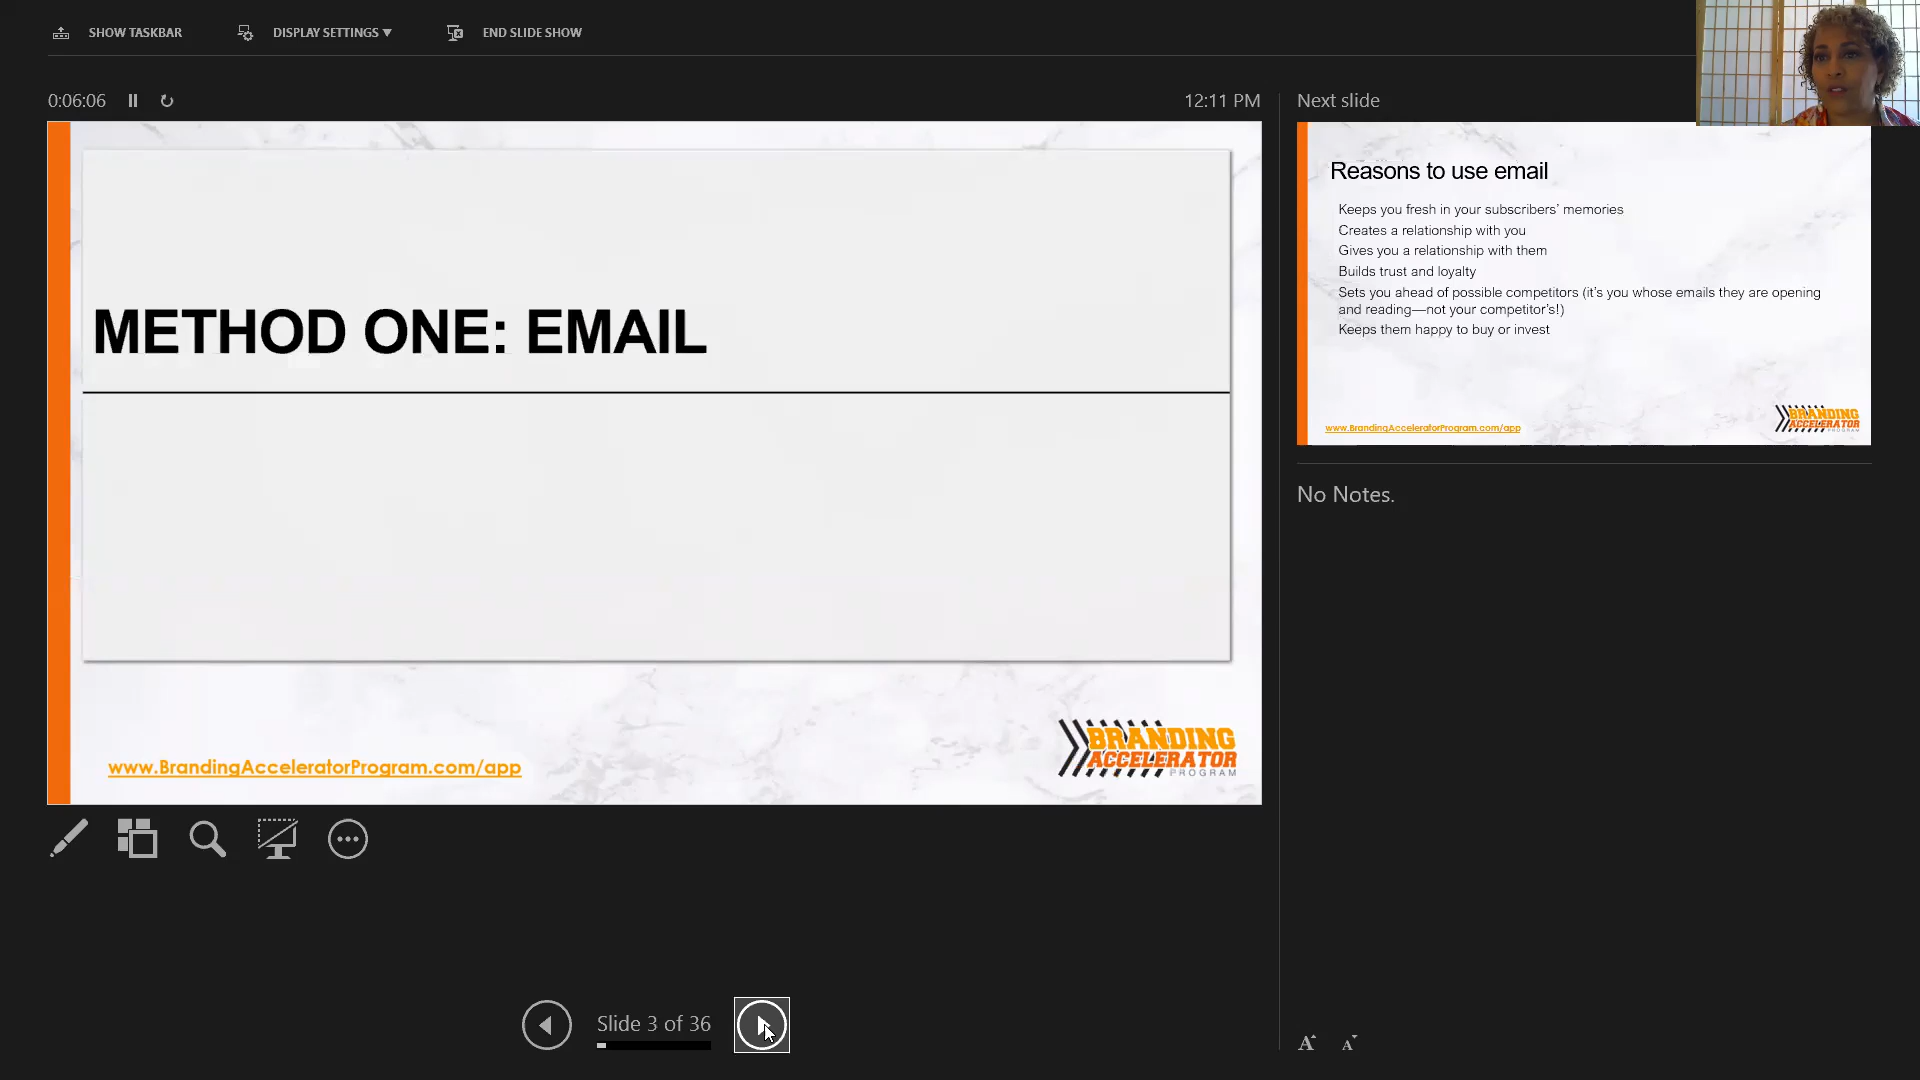 SHOW TASKBAR
DISPLAY SETTINGS ▼
END SLIDE SHOW
0:06:06
12:11 PM
METHOD ONE: EMAIL
www.BrandingAcceleratorProgram.com/app
BRANDING
ACCELERATOR
PROGRAM
Next slide
Reasons to use email
Keeps you fresh in your subscribers’ memories
Creates a relationship with you
Gives you a relationship with them
Builds trust and loyalty
Sets you ahead of possible competitors (it’s you whose emails they are opening
and reading—not your competitor’s!)
Keeps them happy to buy or invest
www.BrandingAcceleratorProgram.com/app
BRANDING
ACCELERATOR
PROGRAM
No Notes.
Slide 3 of 36
A A